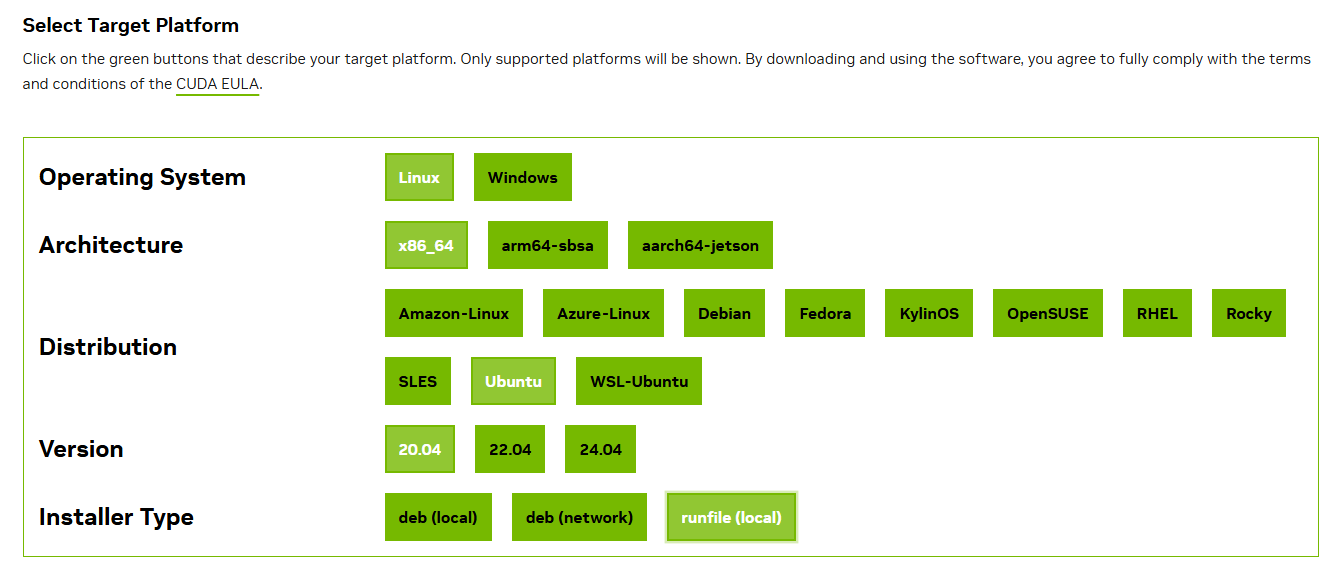 Select Target Platform
Click on the green buttons that describe your target platform. Only supported platforms will be shown. By downloading and using the software, you agree to fully comply with the terms
and conditions of the CUDA EULA.
Operating System Linux Windows
Architecture x86_64 arm64-sbsa aarch64-jetson
Distribution Amazon-Linux Azure-Linux Debian Fedora KylinOS OpenSUSE RHEL Rocky
SLES Ubuntu WSL-Ubuntu
Version 20.04 22.04 24.04
Installer Type deb (local) deb (network) runfile (local)